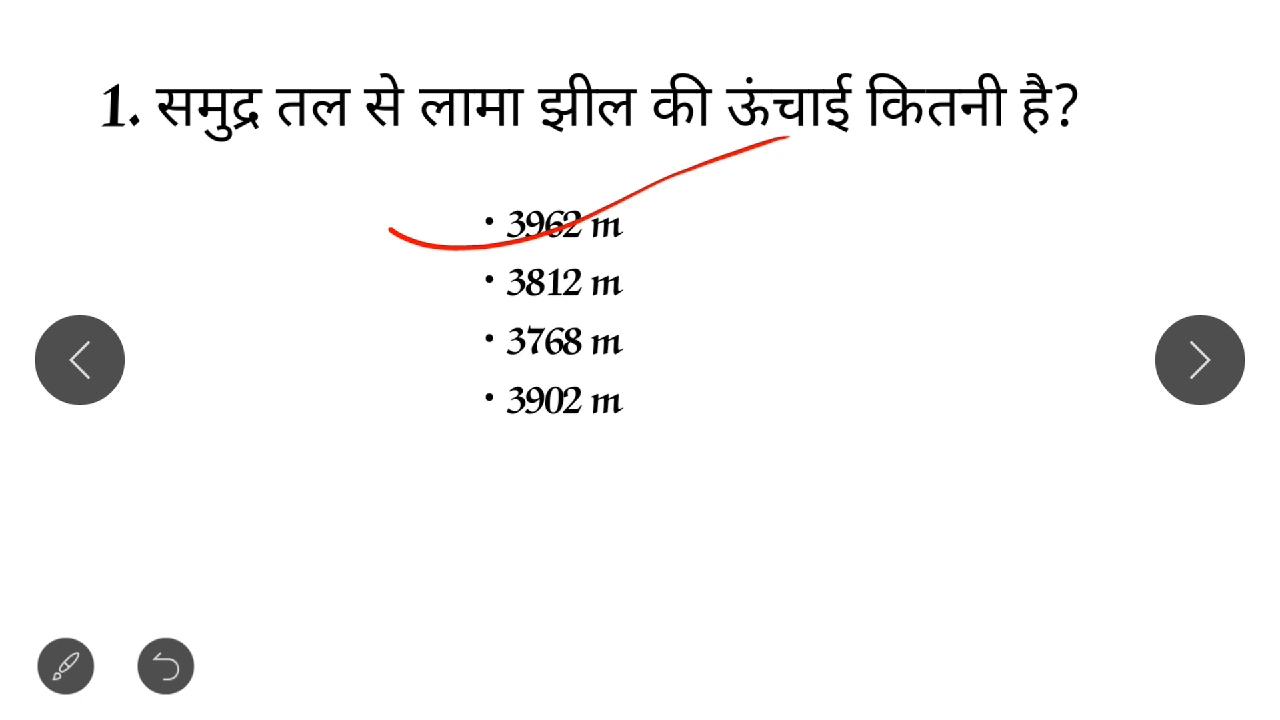 1. समुद्र तल से लामा झील की ऊंचाई कितनी है?
• 3962 m
• 3812 m
• 3768 m
• 3902 m